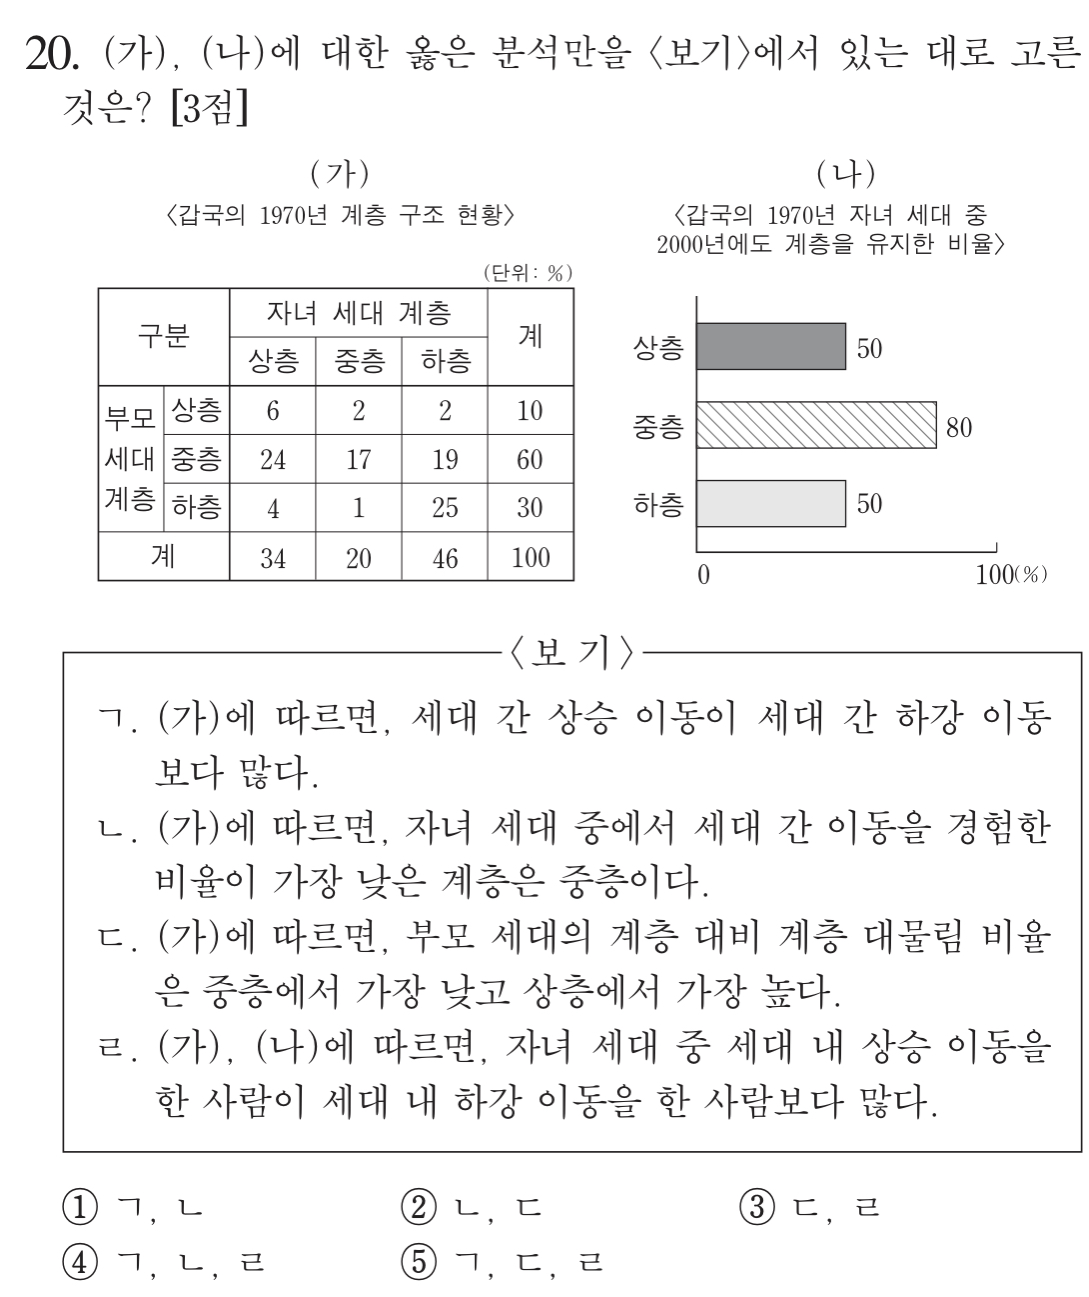 20. (가), (나)에 대한 옳은 분석만을 〈보기〉에서 있는 대로 고른
것은? [3점]
(가)
〈갑국의 1970년 계층 구조 현황〉
(단위: %)
구분 자녀 세대 계층 계
상층 중층 하층
부모 세대 계층 상층 6 2 2 10
중층 24 17 19 60
하층 4 1 25 30
계 34 20 46 100
(나)
〈갑국의 1970년 자녀 세대 중
2000년에도 계층을 유지한 비율〉
상층 50
중층 80
하층 50
0 100(%)
〈보기〉
ㄱ. (가)에 따르면, 세대 간 상승 이동이 세대 간 하강 이동
보다 많다.
ㄴ. (가)에 따르면, 자녀 세대 중에서 세대 간 이동을 경험한
비율이 가장 낮은 계층은 중층이다.
ㄷ. (가)에 따르면, 부모 세대의 계층 대비 계층 대물림 비율
은 중층에서 가장 낮고 상층에서 가장 높다.
ㄹ. (가), (나)에 따르면, 자녀 세대 중 세대 내 상승 이동을
한 사람이 세대 내 하강 이동을 한 사람보다 많다.
① ㄱ, ㄴ ② ㄴ, ㄷ ③ ㄷ, ㄹ
④ ㄱ, ㄴ, ㄹ ⑤ ㄱ, ㄷ, ㄹ